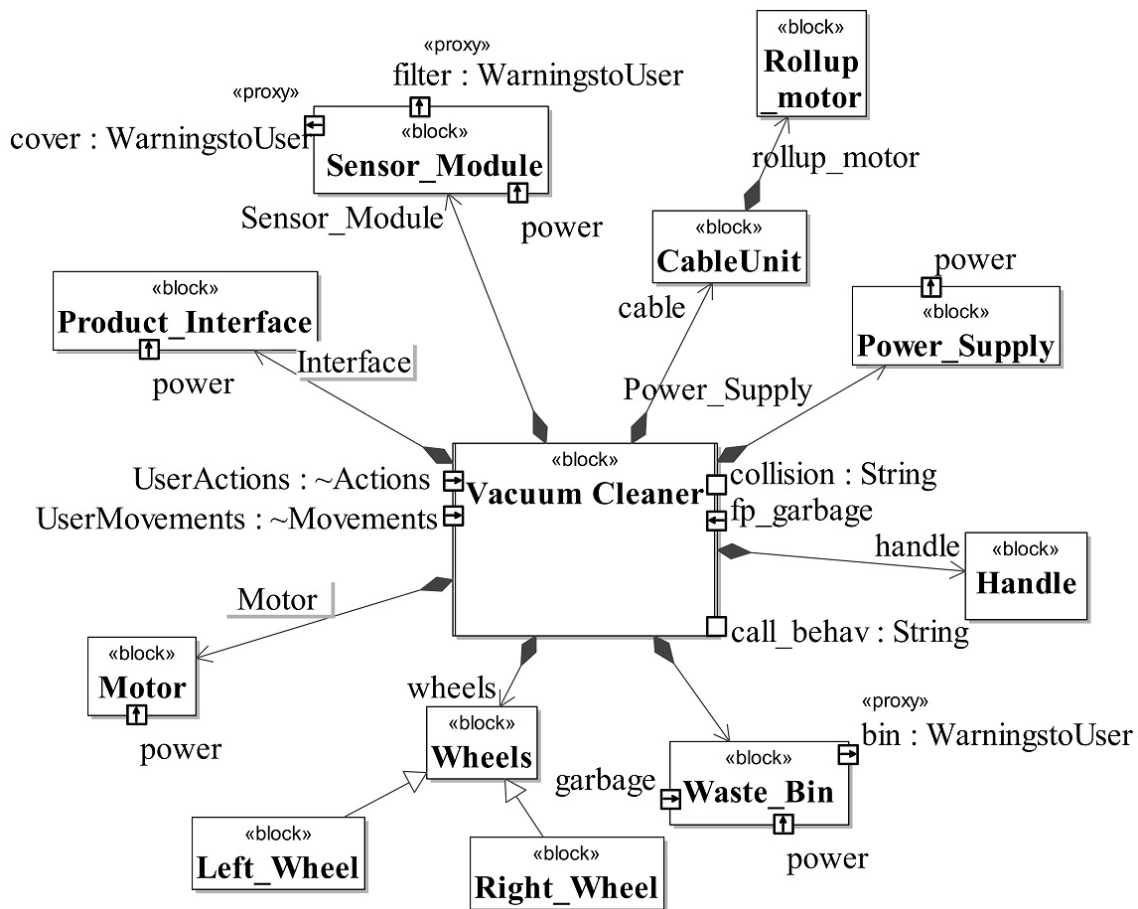 «block»
Rollup
_motor
rollup_motor
«proxy»
filter : WarningstoUser
«proxy»
cover : WarningstoUser
«block»
Sensor_Module
Sensor_Module
power
«block»
CableUnit
cable
power
«block»
Power_Supply
Power_Supply
«block»
Product_Interface
Interface
power
«block»
Vacuum Cleaner
UserActions : ~Actions
UserMovements : ~Movements
collision : String
fp_garbage
call_behav : String
handle
«block»
Handle
Motor
«block»
Motor
power
wheels
«block»
Wheels
«block»
Left_Wheel
«block»
Right_Wheel
«proxy»
bin : WarningstoUser
garbage
«block»
Waste_Bin
power